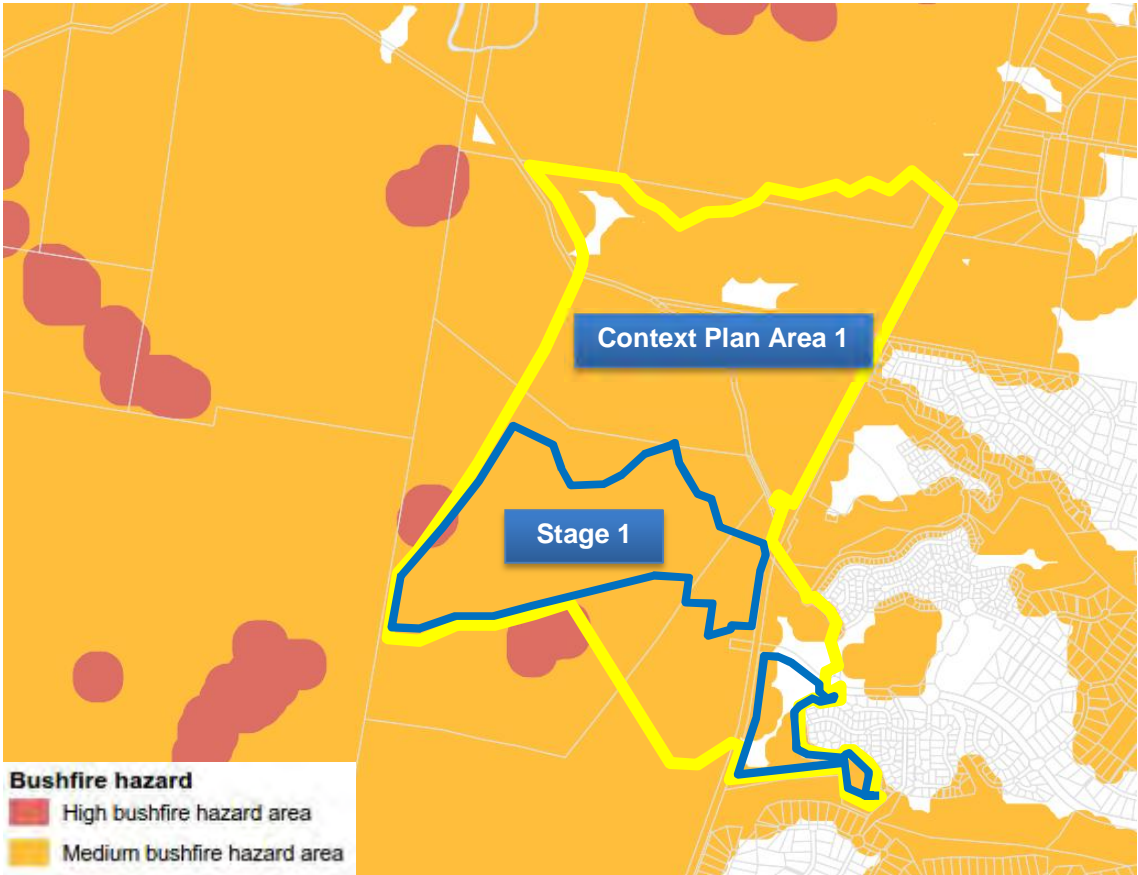 Context Plan Area 1
Stage 1
Bushfire hazard
High bushfire hazard area
Medium bushfire hazard area